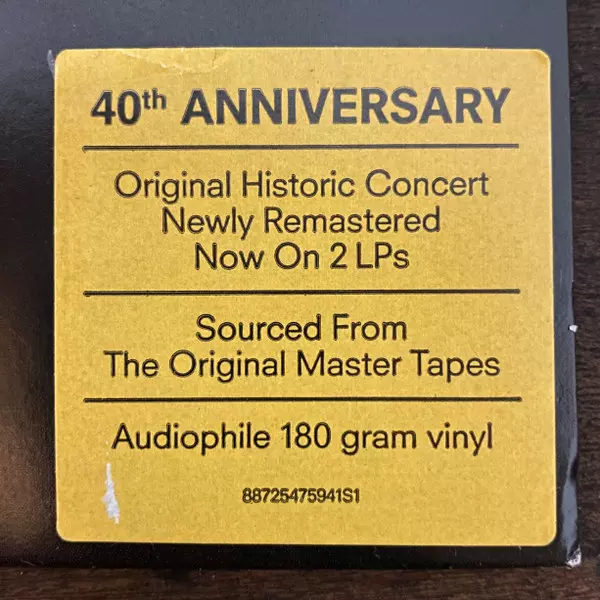 40th ANNIVERSARY
Original Historic Concert
Newly Remastered
Now On 2 LPs
Sourced From
The Original Master Tapes
Audiophile 180 gram vinyl
88725475941S1